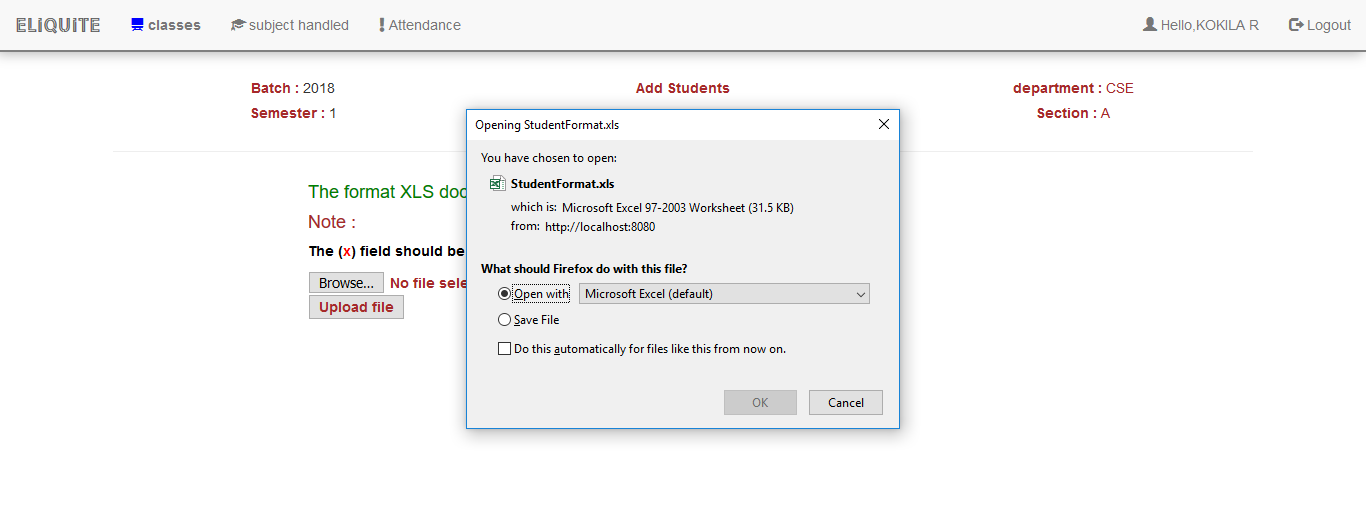 ELiQUiTE classes subject handled Attendance Hello,KOKILA R Logout
Batch : 2018 Add Students department : CSE
Semester : 1 Section : A
Opening StudentFormat.xls
You have chosen to open:
StudentFormat.xls
which is: Microsoft Excel 97-2003 Worksheet (31.5 KB)
from: http://localhost:8080
What should Firefox do with this file?
Open with Microsoft Excel (default)
Save File
Do this automatically for files like this from now on.
OK Cancel
The format XLS doc
Note :
The (x) field should be
Browse... No file sele
Upload file